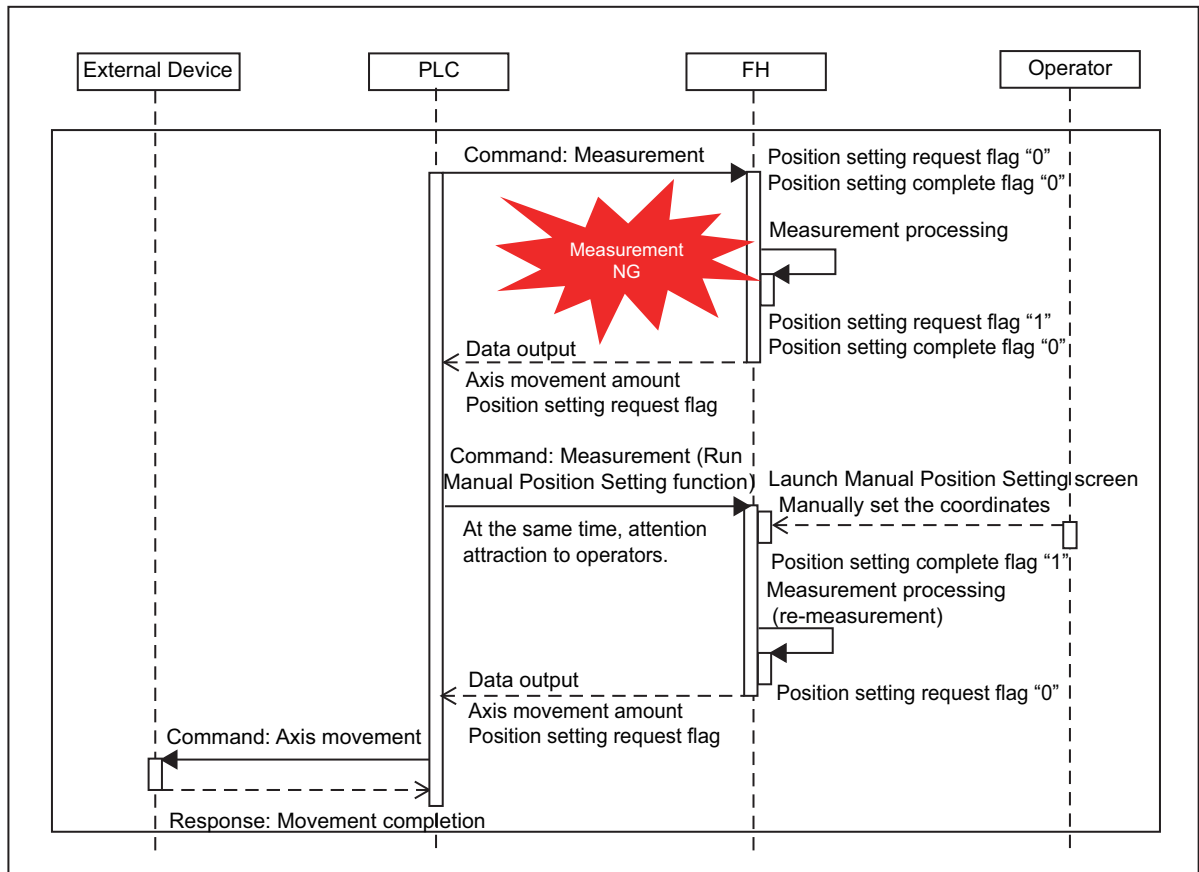 External Device
PLC
FH
Operator
Command: Measurement
Position setting request flag “0”
Position setting complete flag “0”
Measurement
NG
Measurement processing
Position setting request flag “1”
Position setting complete flag “0”
Data output
Axis movement amount
Position setting request flag
Command: Measurement (Run
Manual Position Setting function)
Launch Manual Position Setting screen
Manually set the coordinates
At the same time, attention
attraction to operators.
Position setting complete flag “1”
Measurement processing
(re-measurement)
Data output
Position setting request flag “0”
Axis movement amount
Position setting request flag
Command: Axis movement
Response: Movement completion